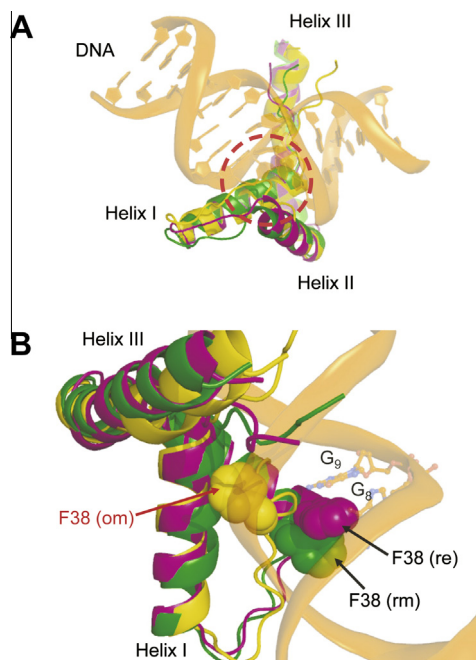 A
Helix III
DNA
Helix I
Helix II
B
Helix III
G9
G8
F38 (om)
F38 (re)
F38 (rm)
Helix I